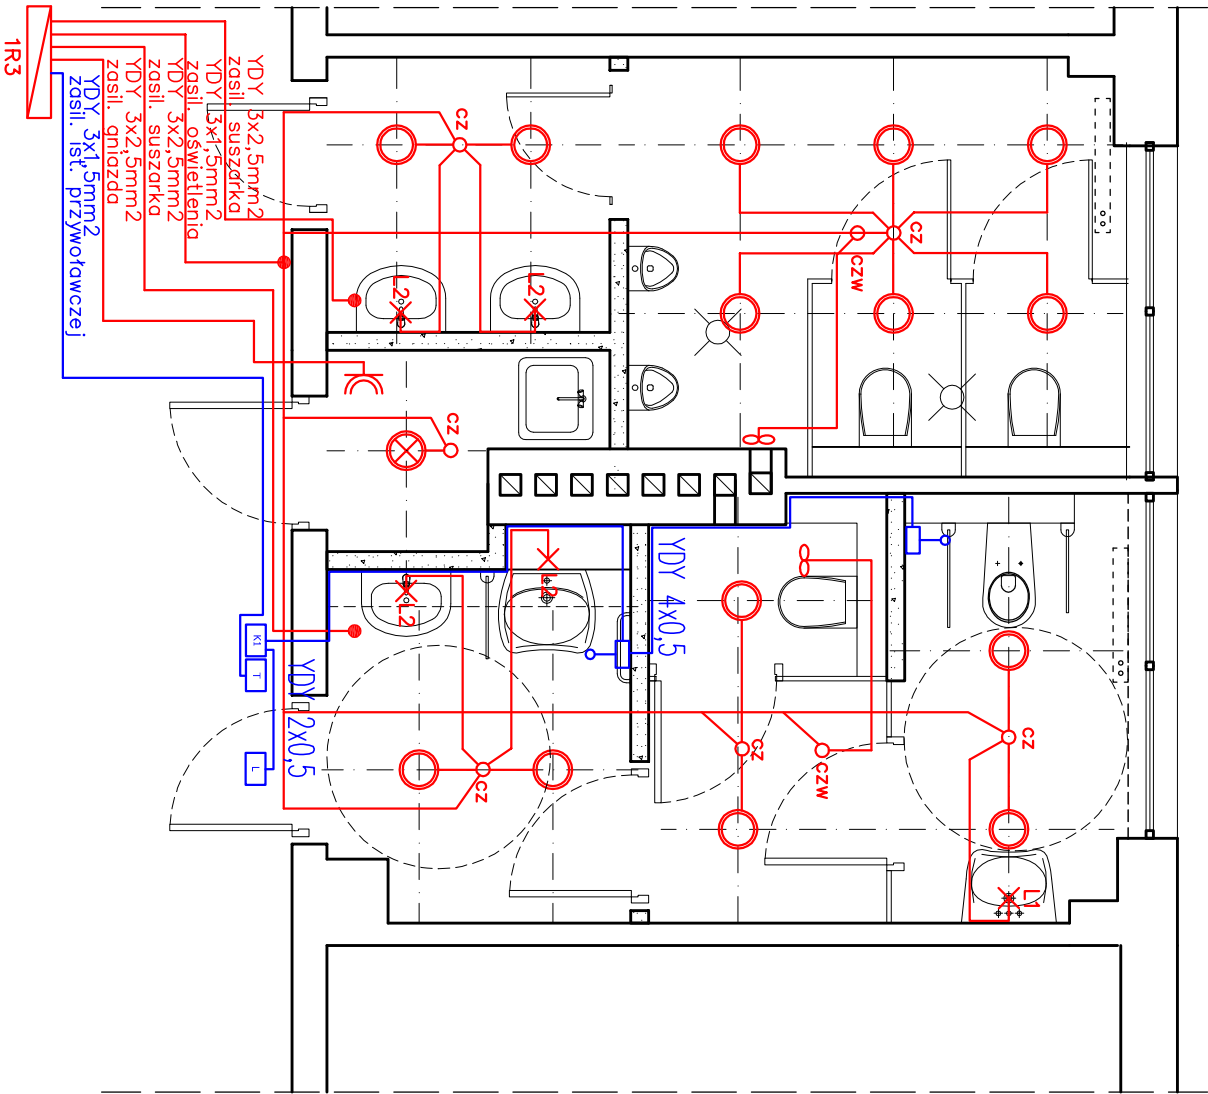 1R3
YDY 3x2,5mm2
zasil. suszarka
YDY 3x1,5mm2
zasil. oświetlenia
YDY 3x2,5mm2
zasil. suszarka
YDY 3x2,5mm2
zasil. gniazda
YDY 3x1,5mm2
zasil. ist. przywoławczej
CZ
CZ
CZW
L2
L2
CZ
YDY 4x0,5
L2
L2
K1
T
YDY 2x0,5
L
CZ
CZ
CZW
CZ
L1